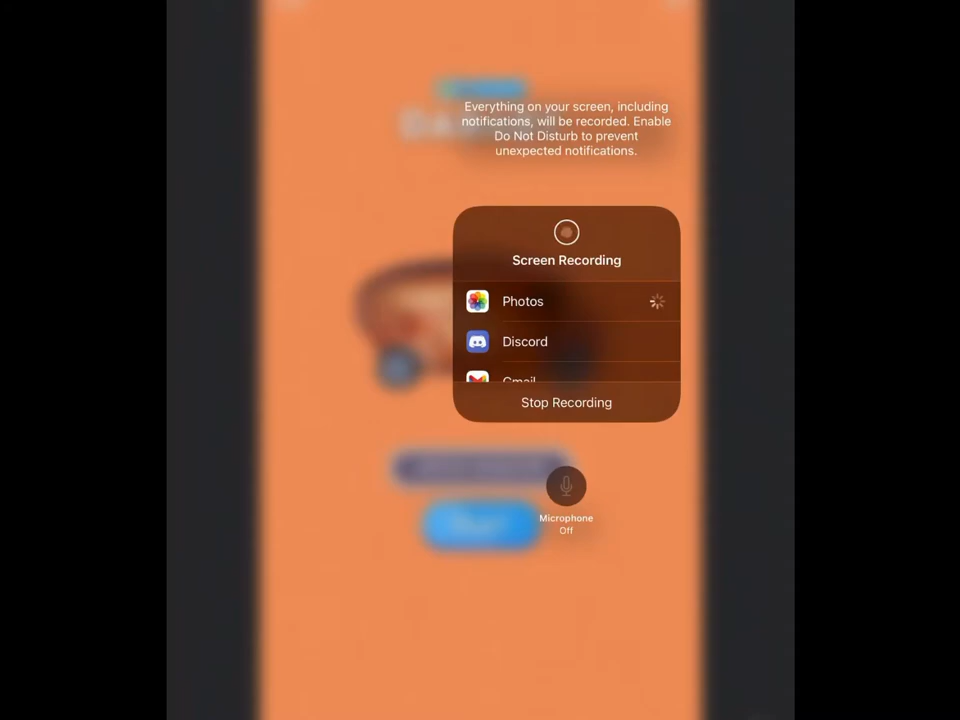 Everything on your screen, including
notifications, will be recorded. Enable
Do Not Disturb to prevent
unexpected notifications.
Screen Recording
Photos
Discord
Gmail
Stop Recording
Microphone
Off